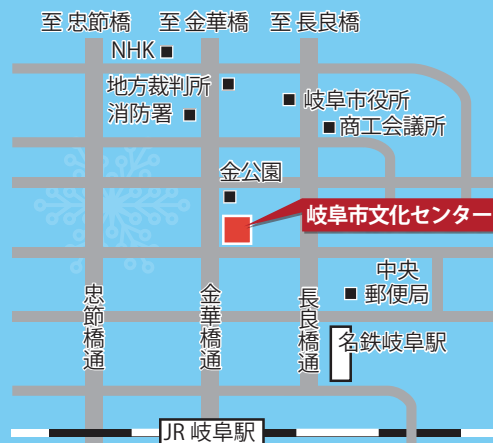 至 忠節橋
至 金華橋
至 長良橋
NHK
地方裁判所
消防署
岐阜市役所
商工会議所
金公園
岐阜市文化センター
中央
郵便局
忠節橋通
金華橋通
長良橋通
名鉄岐阜駅
JR 岐阜駅